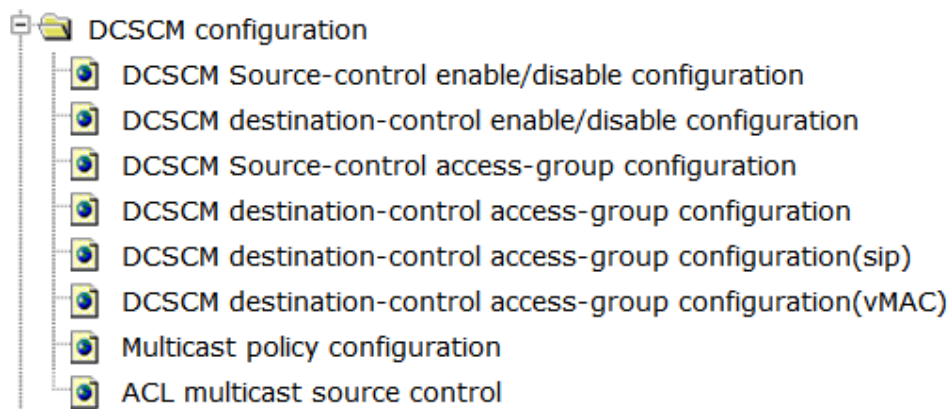 DCSCM configuration
DCSCM Source-control enable/disable configuration
DCSCM destination-control enable/disable configuration
DCSCM Source-control access-group configuration
DCSCM destination-control access-group configuration
DCSCM destination-control access-group configuration(sip)
DCSCM destination-control access-group configuration(vMAC)
Multicast policy configuration
ACL multicast source control